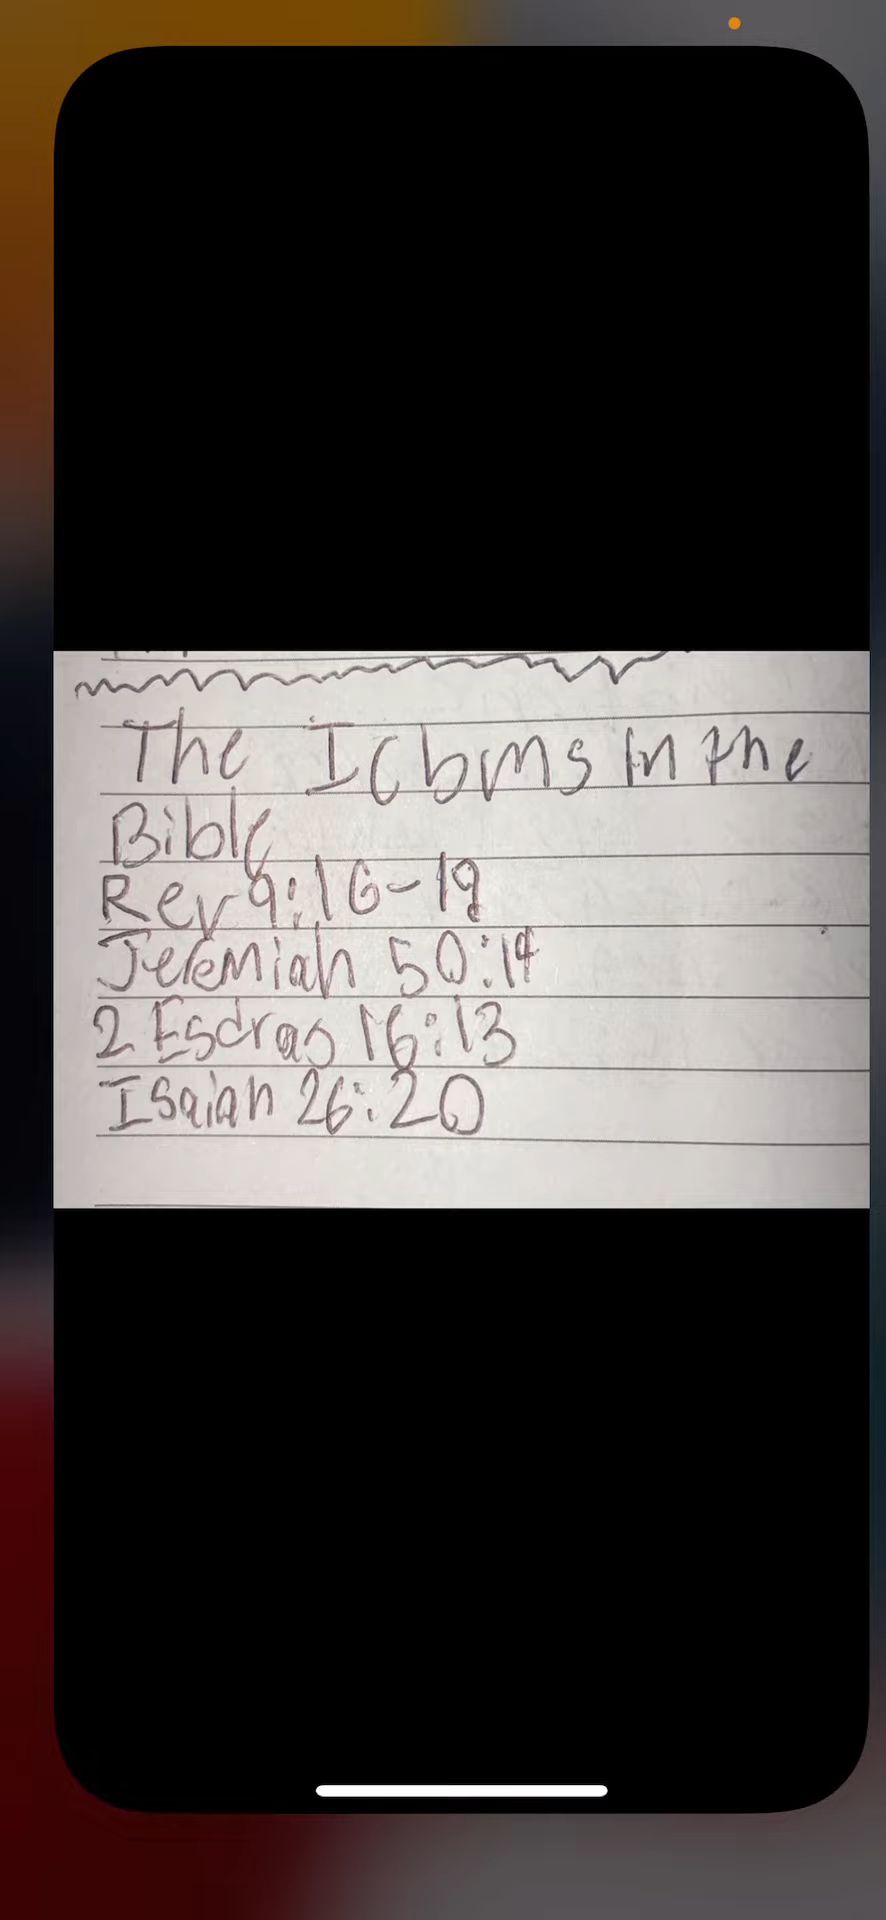 The Icbms in the
Bible
Rev 9:16-19
Jeremiah 50:14
2 Esdras 16:13
Isaiah 26:20